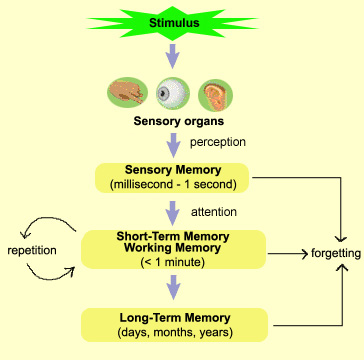 Stimulus
Sensory organs
perception
Sensory Memory
(millisecond - 1 second)
attention
Short-Term Memory
Working Memory
(< 1 minute)
repetition
forgetting
Long-Term Memory
(days, months, years)